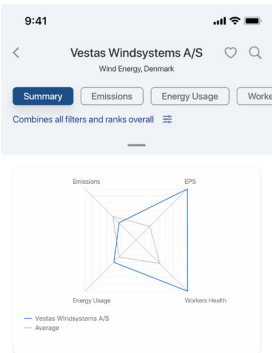 9:41
Vestas Windsystems A/S
Wind Energy, Denmark
Summary Emissions Energy Usage Worke
Combines all filters and ranks overall
Emissions EPS
Energy Usage Workers Health
Vestas Windsystems A/S
Average